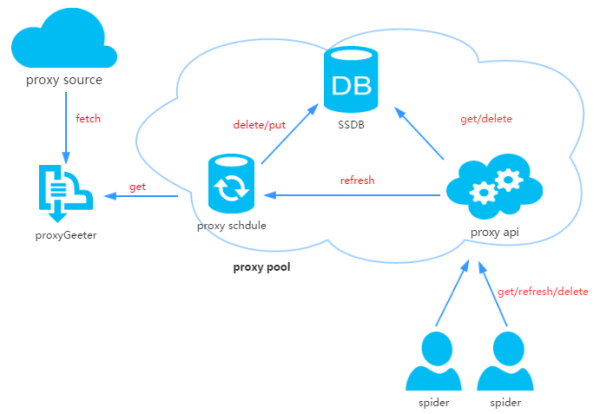 proxy source
DB
SSDB
fetch
delete/put
get/delete
get
refresh
proxyGeeter
proxy schdule
proxy api
proxy pool
get/refresh/delete
spider
spider